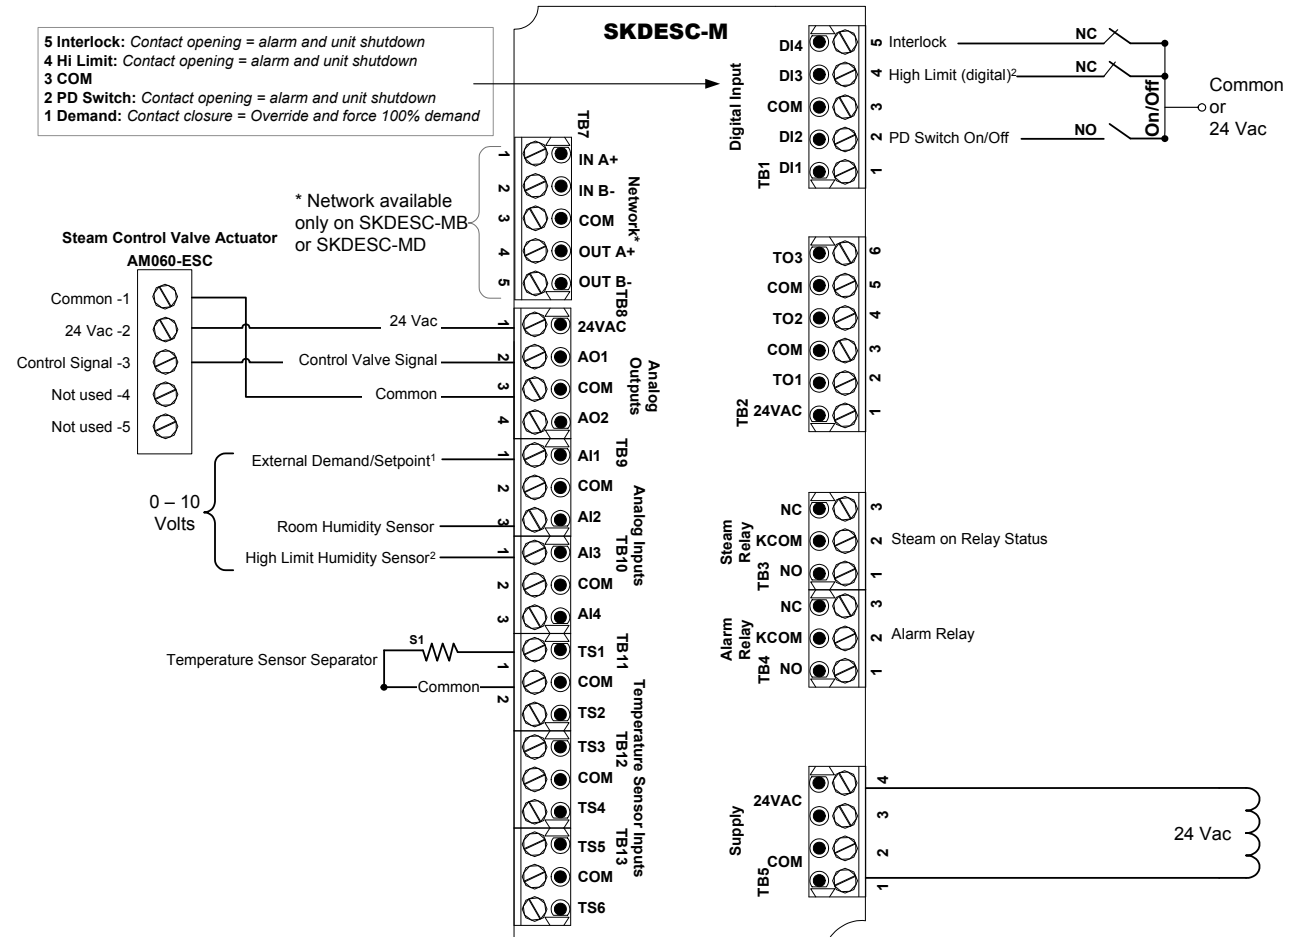 SKDESC-M
5 Interlock: Contact opening = alarm and unit shutdown
4 Hi Limit: Contact opening = alarm and unit shutdown
3 COM
2 PD Switch: Contact opening = alarm and unit shutdown
1 Demand: Contact closure = Override and force 100% demand
* Network available
only on SKDESC-MB
or SKDESC-MD
Steam Control Valve Actuator
AM060-ESC
Common -1
24 Vac -2
Control Signal -3
Not used -4
Not used -5
24 Vac
Control Valve Signal
Common
0 – 10
Volts
External Demand/Setpoint¹
Room Humidity Sensor
High Limit Humidity Sensor²
Temperature Sensor Separator
S1
Common
TB7
Network*
1 IN A+
2 IN B-
3 COM
4 OUT A+
5 OUT B-
TB8
Analog
Outputs
1 24VAC
2 AO1
3 COM
4 AO2
TB9
Analog Inputs
1 AI1
2 COM
3 AI2
TB10
1 AI3
2 COM
3 AI4
TB11
Temperature Sensor Inputs
1 TS1
2 COM
TS2
TB12
TS3
COM
TS4
TB13
TS5
COM
TS6
Digital Input
TB1
DI4 5 Interlock
DI3 4 High Limit (digital)²
COM 3
DI2 2 PD Switch On/Off
DI1 1
NC
NC
NO
On/Off
Common
or
24 Vac
TB2
TO3 6
COM 5
TO2 4
COM 3
TO1 2
24VAC 1
Steam
Relay
TB3
NC 3
KCOM 2 Steam on Relay Status
NO 1
Alarm
Relay
TB4
NC 3
KCOM 2 Alarm Relay
NO 1
Supply
TB5
24VAC
COM
4
3
2
1
24 Vac